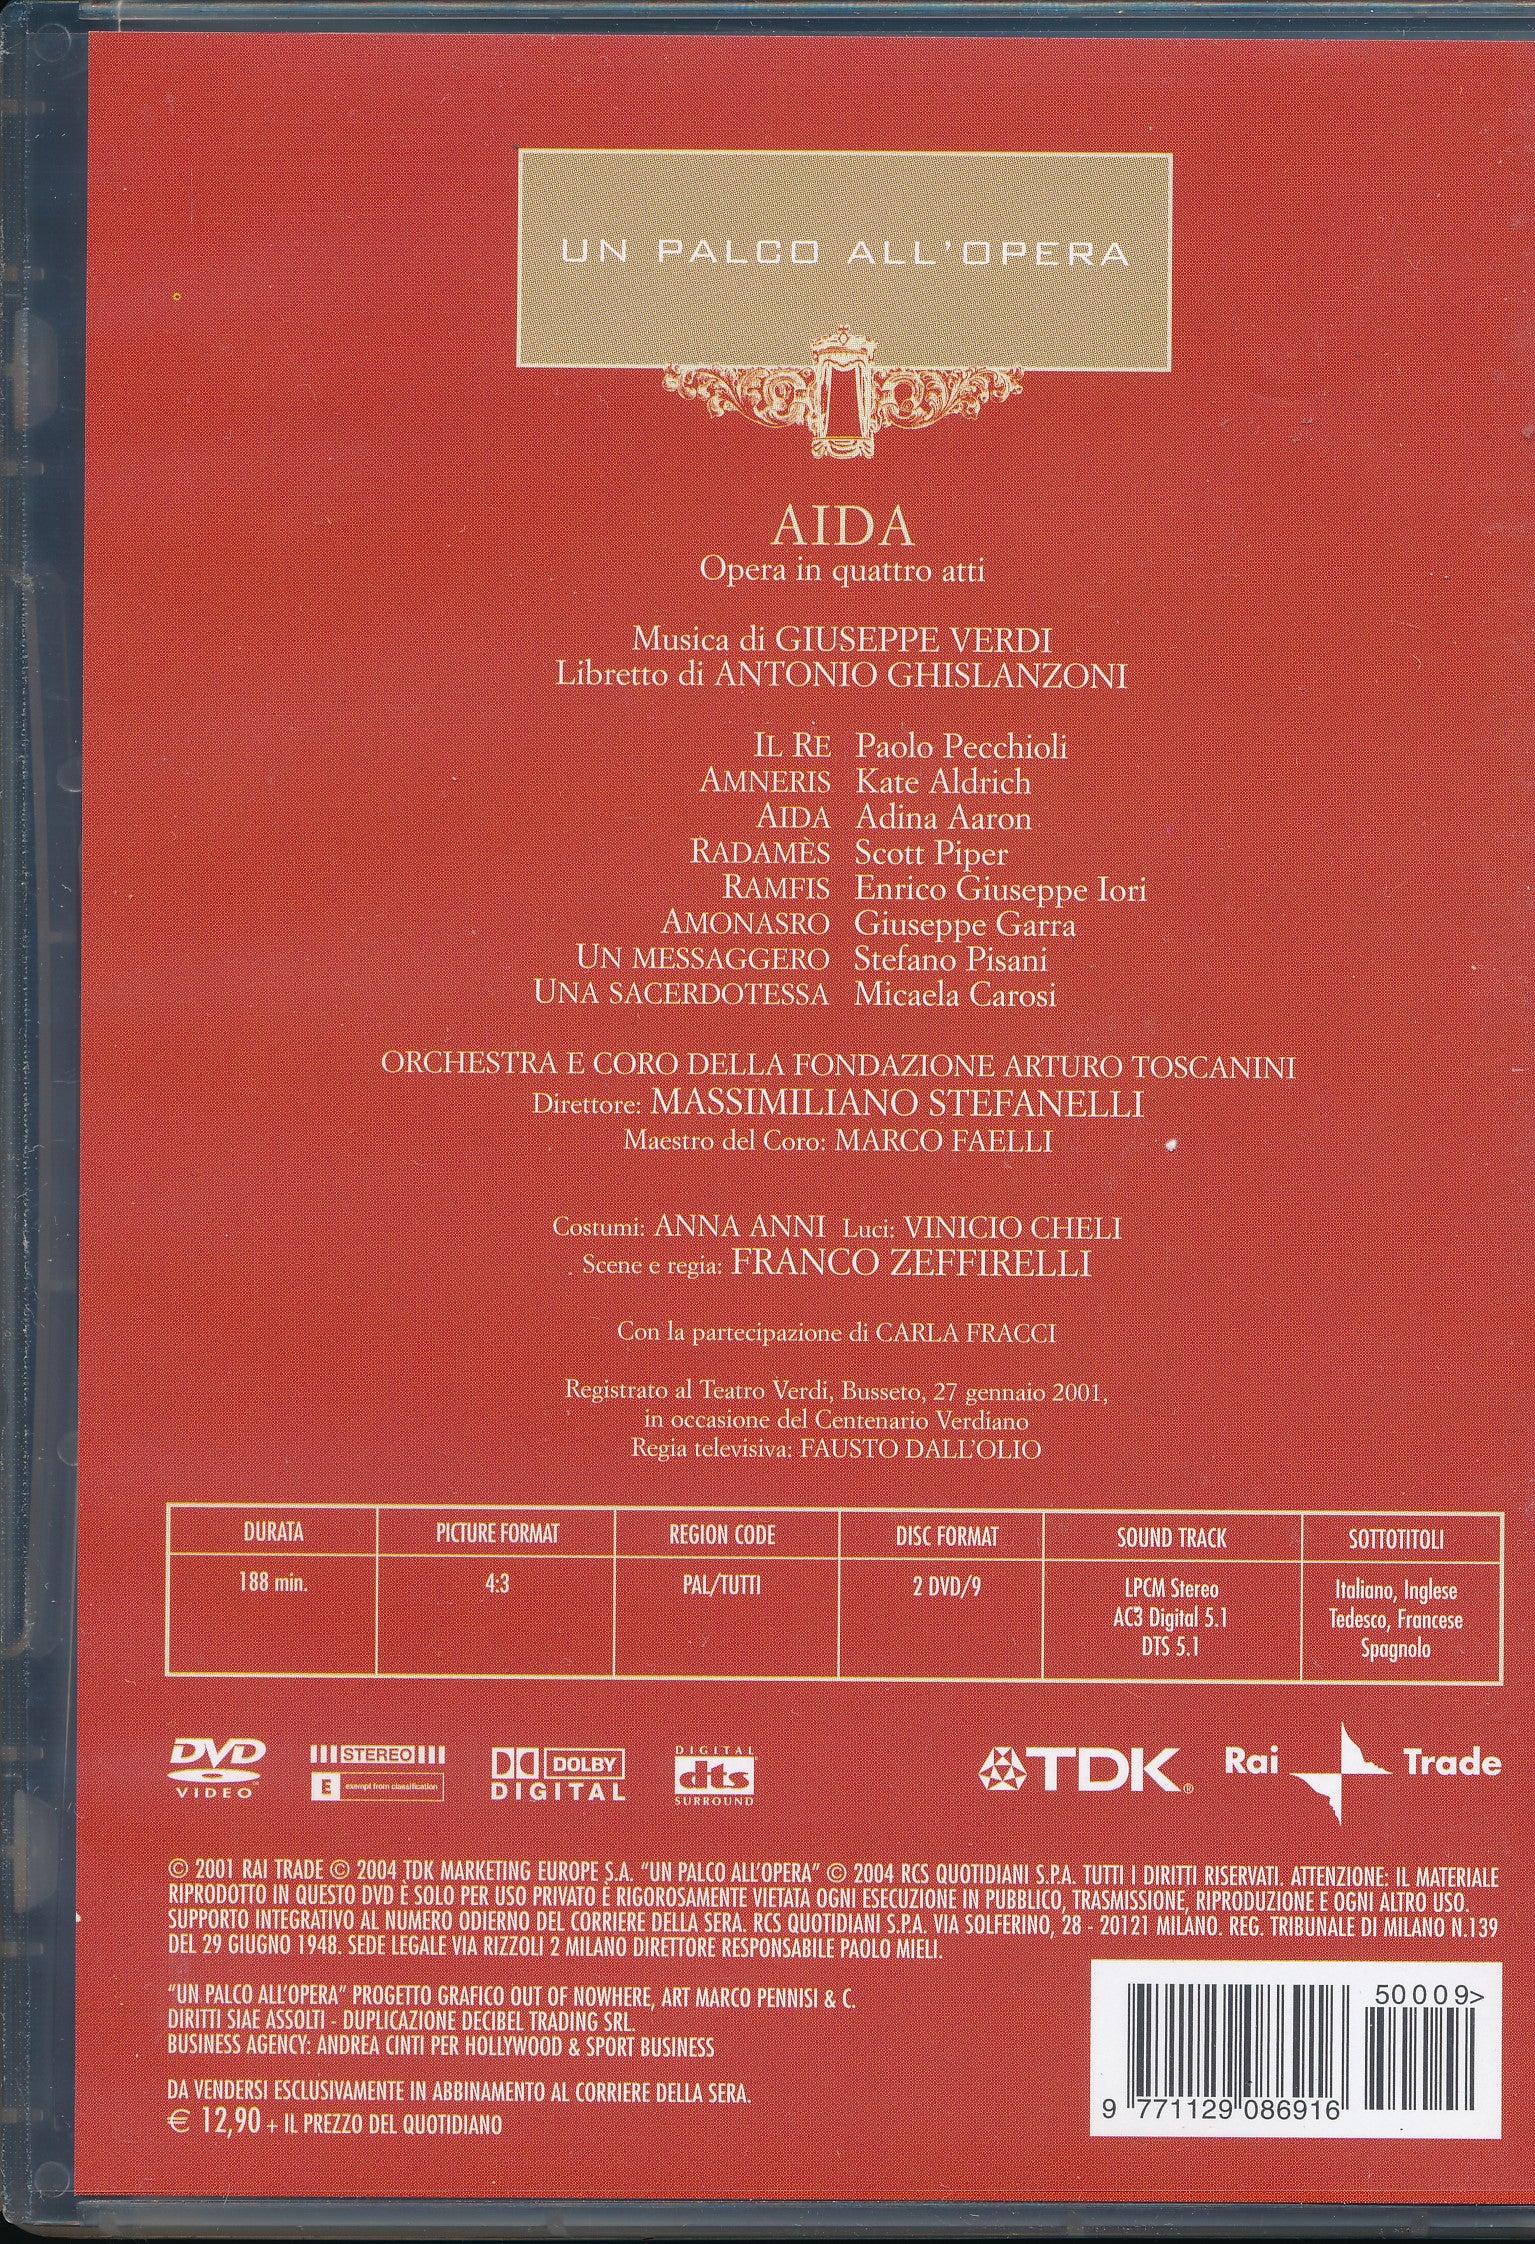 UN PALCO ALL'OPERA
AIDA
Opera in quattro atti
Musica di GIUSEPPE VERDI
Libretto di ANTONIO GHISLANZONI
IL RE Paolo Pecchioli
AMNERIS Kate Aldrich
AIDA Adina Aaron
RADAMÈS Scott Piper
RAMFIS Enrico Giuseppe Iori
AMONASRO Giuseppe Garra
UN MESSAGGERO Stefano Pisani
UNA SACERDOTESSA Micaela Carosi
ORCHESTRA E CORO DELLA FONDAZIONE ARTURO TOSCANINI
Direttore: MASSIMILIANO STEFANELLI
Maestro del Coro: MARCO FAELLI
Costumi: ANNA ANNI Luci: VINICIO CHELI
Scene e regia: FRANCO ZEFFIRELLI
Con la partecipazione di CARLA FRACCI
Registrato al Teatro Verdi, Busseto, 27 gennaio 2001,
in occasione del Centenario Verdiano
Regia televisiva: FAUSTO DALL'OLIO
DURATA PICTURE FORMAT REGION CODE DISC FORMAT SOUND TRACK SOTTOTITOLI
188 min. 4:3 PAL/TUTTI 2 DVD/9 LPCM Stereo Italiano, Inglese
AC3 Digital 5.1 Tedesco, Francese
DTS 5.1 Spagnolo
DVD VIDEO
STEREO
E exempt from classification
DOLBY DIGITAL
DIGITAL dts SURROUND
TDK®
Rai Trade
© 2001 RAI TRADE © 2004 TDK MARKETING EUROPE S.A. "UN PALCO ALL'OPERA" © 2004 RCS QUOTIDIANI S.P.A. TUTTI I DIRITTI RISERVATI. ATTENZIONE: IL MATERIALE
RIPRODOTTO IN QUESTO DVD È SOLO PER USO PRIVATO È RIGOROSAMENTE VIETATA OGNI ESECUZIONE IN PUBBLICO, TRASMISSIONE, RIPRODUZIONE E OGNI ALTRO USO.
SUPPORTO INTEGRATIVO AL NUMERO ODIERNO DEL CORRIERE DELLA SERA. RCS QUOTIDIANI S.P.A. VIA SOLFERINO, 28 - 20121 MILANO. REG. TRIBUNALE DI MILANO N.139
DEL 29 GIUGNO 1948. SEDE LEGALE VIA RIZZOLI 2 MILANO DIRETTORE RESPONSABILE PAOLO MIELI.
"UN PALCO ALL'OPERA" PROGETTO GRAFICO OUT OF NOWHERE, ART MARCO PENNISI & C.
DIRITTI SIAE ASSOLTI - DUPLICAZIONE DECIBEL TRADING SRL.
BUSINESS AGENCY: ANDREA CINTI PER HOLLYWOOD & SPORT BUSINESS
DA VENDERSI ESCLUSIVAMENTE IN ABBINAMENTO AL CORRIERE DELLA SERA.
€ 12,90 + IL PREZZO DEL QUOTIDIANO
50009>
9 771129 086916